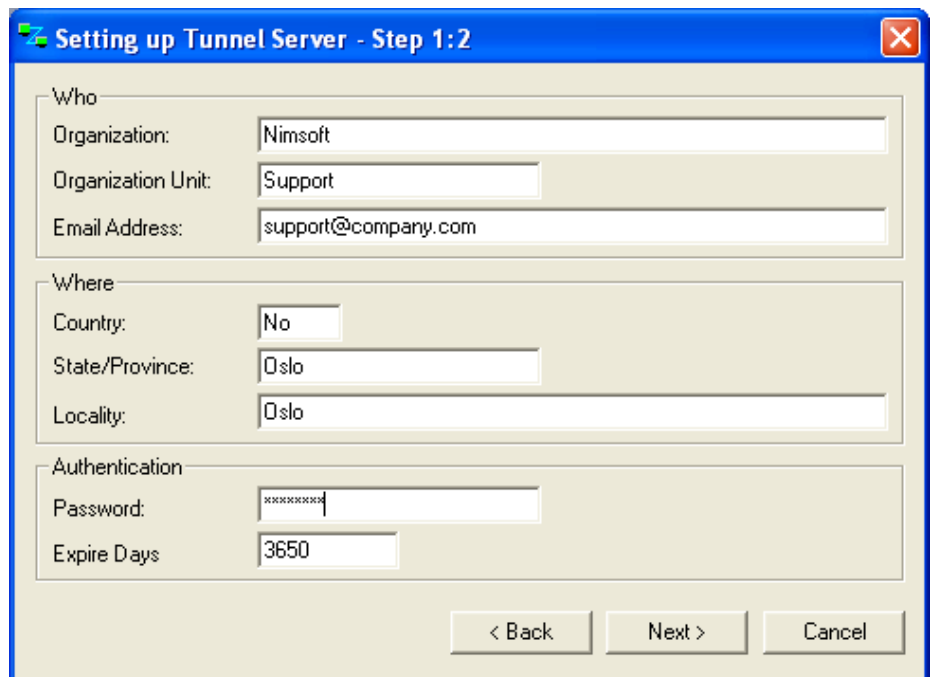 Setting up Tunnel Server - Step 1:2
Who
Organization: Nimsoft
Organization Unit: Support
Email Address: support@company.com
Where
Country: No
State/Province: Oslo
Locality: Oslo
Authentication
Password: ********
Expire Days 3650
< Back Next > Cancel